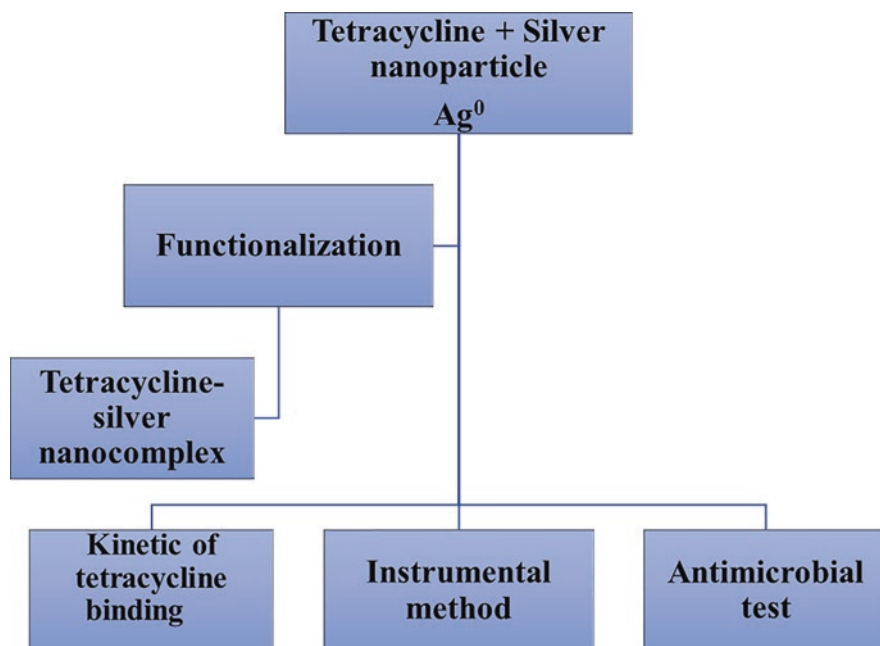 Tetracycline + Silver
nanoparticle
Ag⁰
Functionalization
Tetracycline-
silver
nanocomplex
Kinetic of
tetracycline
binding
Instrumental
method
Antimicrobial
test